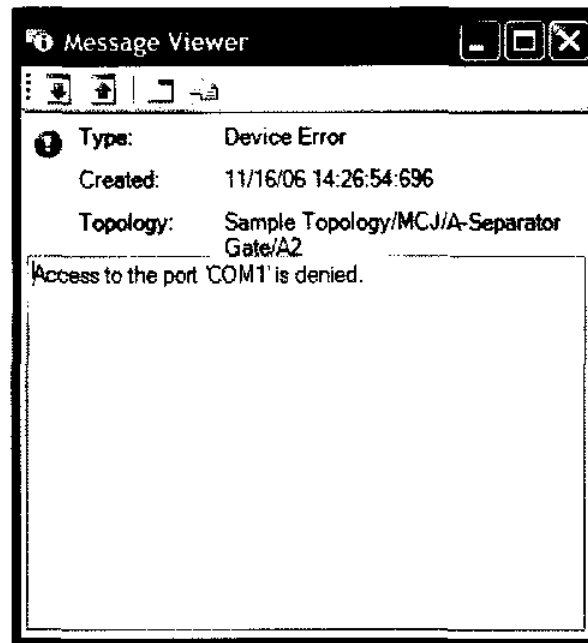 Message Viewer
Type: Device Error
Created: 11/16/06 14:26:54:696
Topology: Sample Topology/MCJ/A-Separator
Gate/A2
Access to the port 'COM1' is denied.